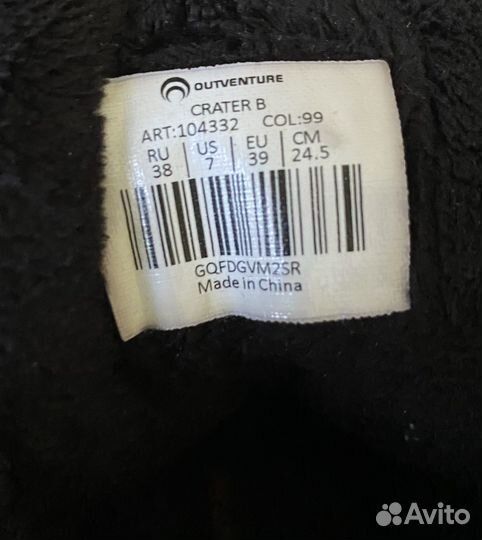 OUTVENTURE
CRATER B
ART:104332 COL:99
RU US EU CM
38 7 39 24.5
GQFDGVM2SR
Made in China
Avito